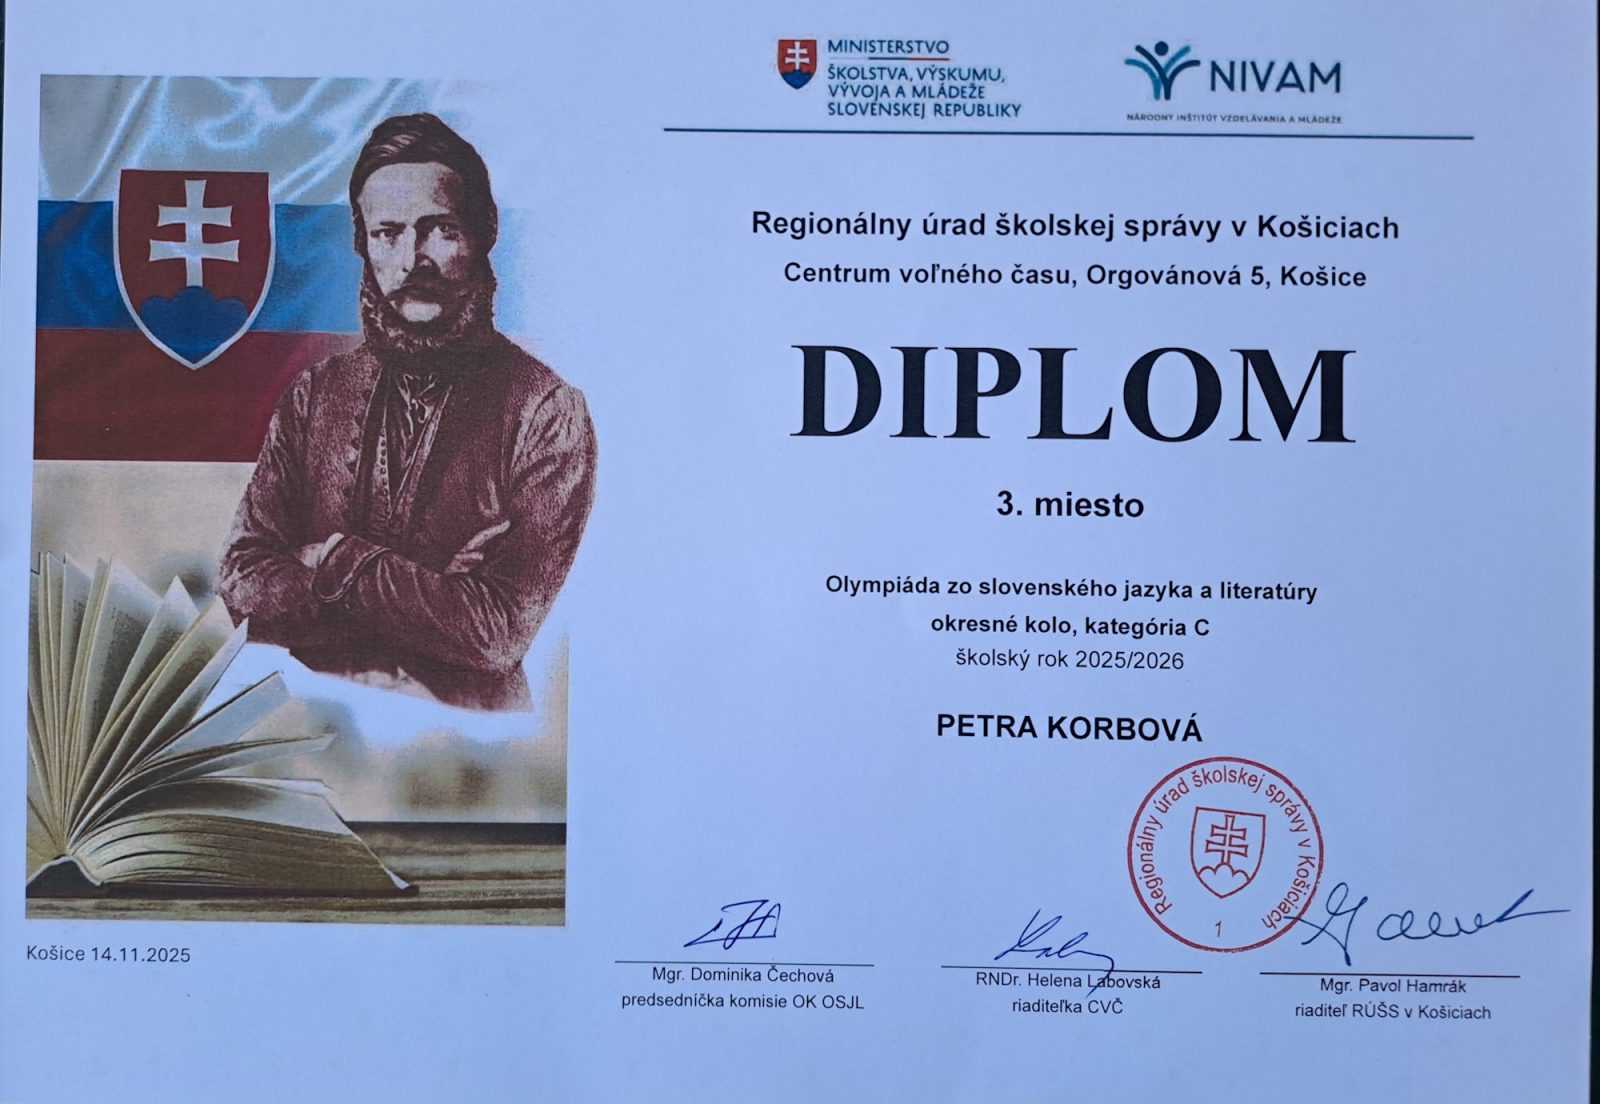 MINISTERSTVO
ŠKOLSTVA, VÝSKUMU,
VÝVOJA A MLÁDEŽE
SLOVENSKEJ REPUBLIKY
NIVAM
NÁRODNÝ INŠTITÚT VZDELÁVANIA A MLÁDEŽE
Regionálny úrad školskej správy v Košiciach
Centrum voľného času, Orgovánová 5, Košice
DIPLOM
3. miesto
Olympiáda zo slovenského jazyka a literatúry
okresné kolo, kategória C
školský rok 2025/2026
PETRA KORBOVÁ
Regionálny úrad školskej správy v Košiciach
1
Košice 14.11.2025
Mgr. Dominika Čechová
predsedníčka komisie OK OSJL
RNDr. Helena Labovská
riaditeľka CVČ
Mgr. Pavol Hamrák
riaditeľ RÚŠS v Košiciach